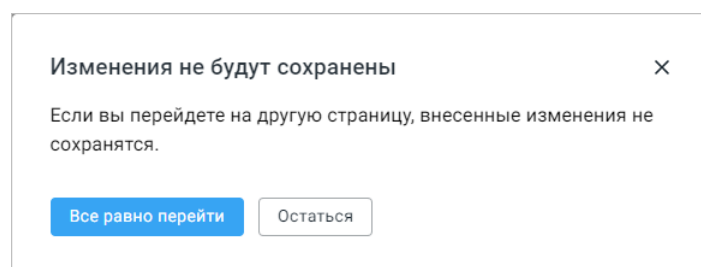 Изменения не будут сохранены
Если вы перейдете на другую страницу, внесенные изменения не
сохранятся.
Все равно перейти
Остаться